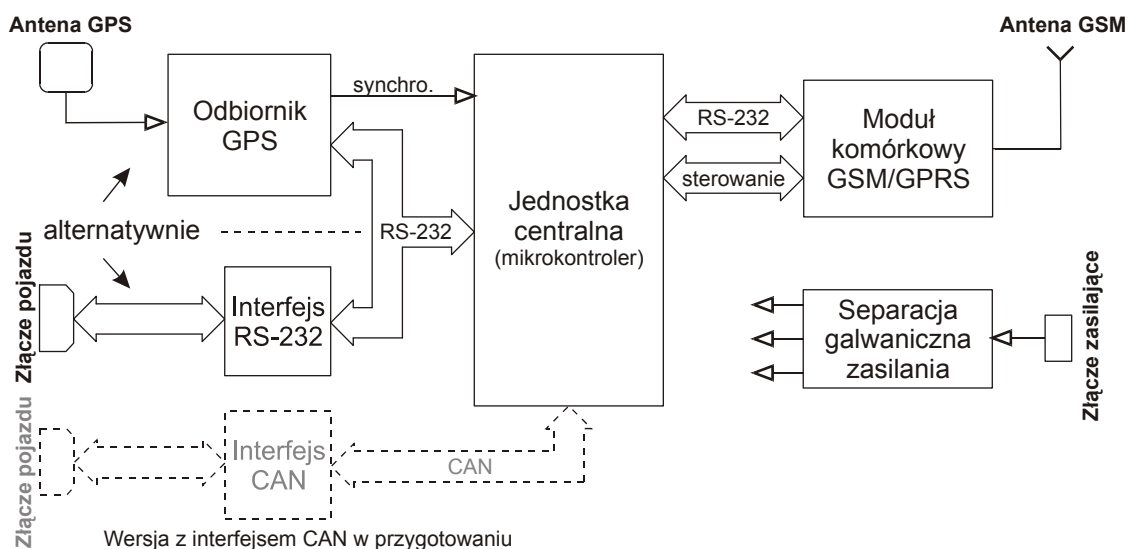 Antena GPS
Antena GSM
Odbiornik
GPS
synchro.
RS-232
sterowanie
Moduł
komórkowy
GSM/GPRS
Jednostka
centralna
(mikrokontroler)
alternatywnie
RS-232
Złącze pojazdu
Interfejs
RS-232
Separacja
galwaniczna
zasilania
Złącze zasilające
Złącze pojazdu
Interfejs
CAN
CAN
Wersja z interfejsem CAN w przygotowaniu